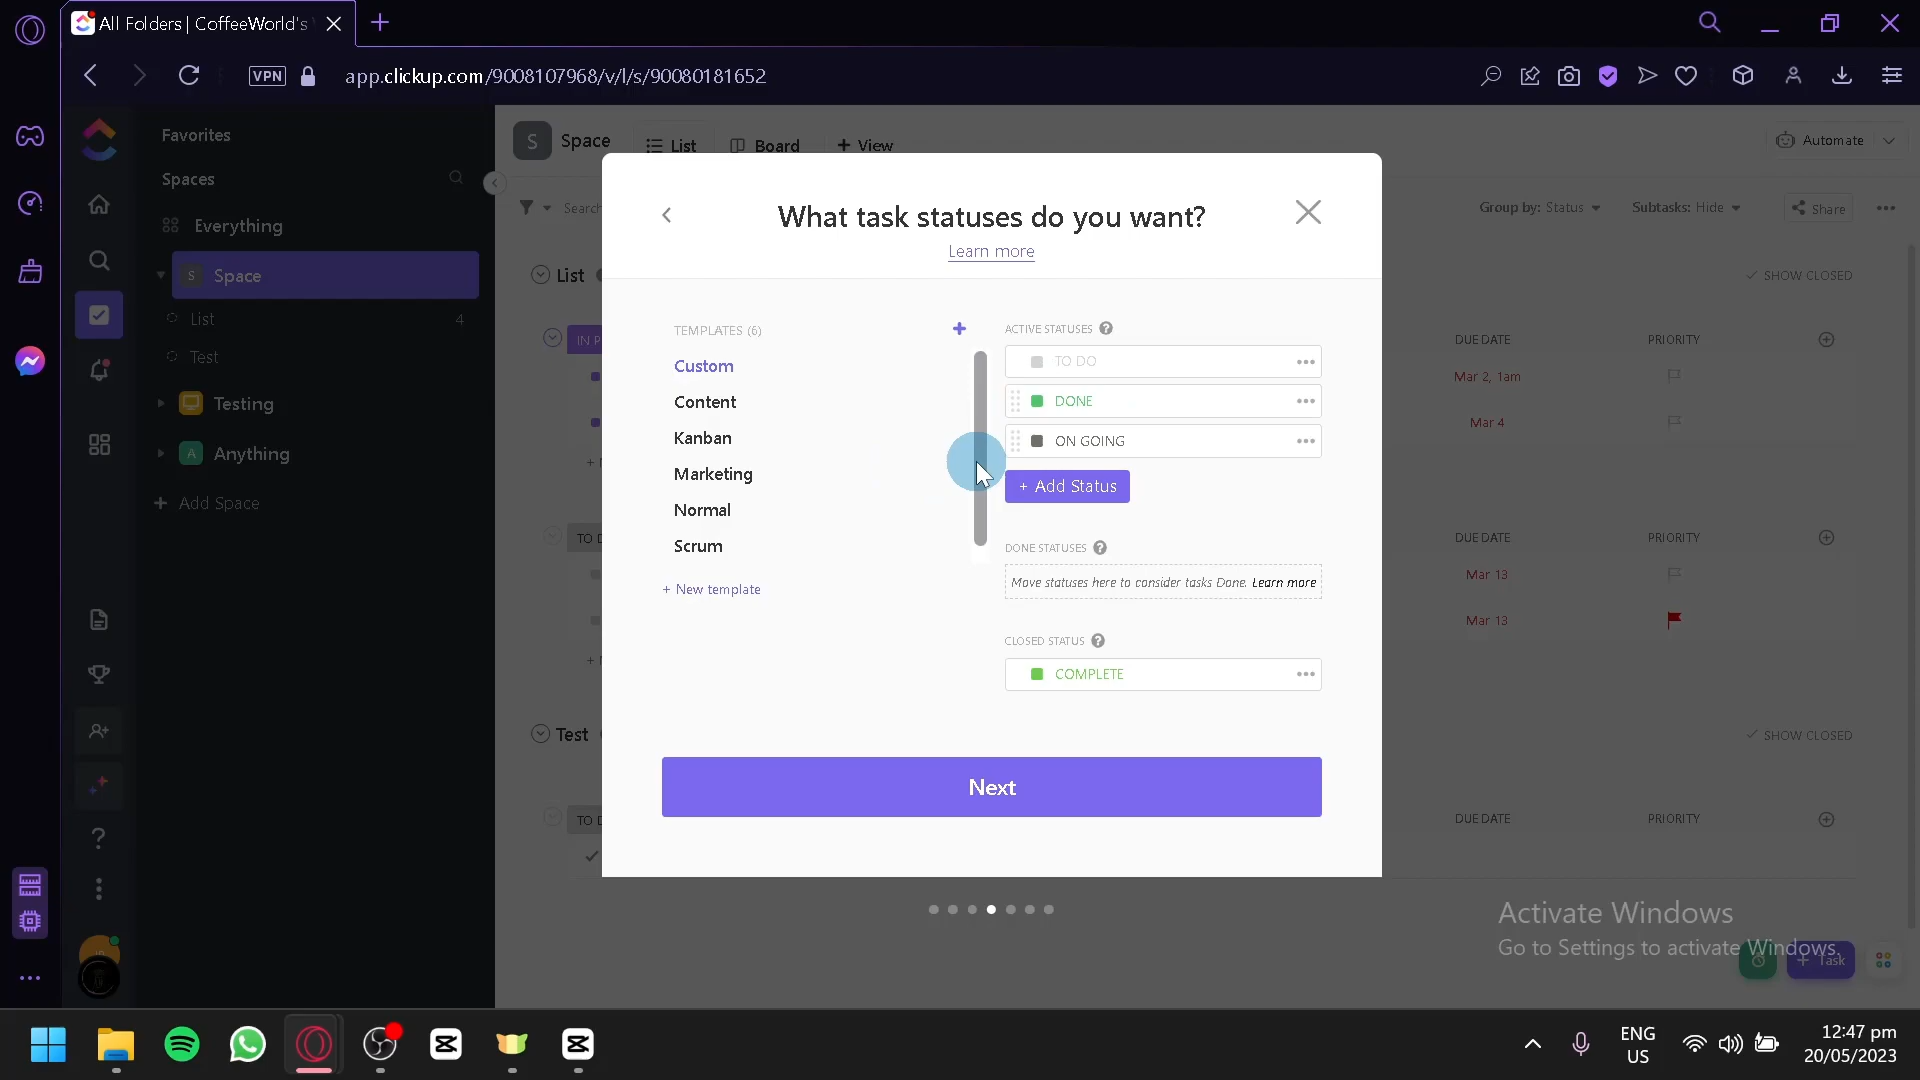 All Folders | CoffeeWorld's
VPN
app.clickup.com/9008107968/v/l/s/90080181652
Favorites
Spaces
Everything
S Space
List 4
Test
Testing
A Anything
+ Add Space
S Space
List
Board
+ View
Automate
Search
Group by: Status
Subtasks: Hide
Share
List
SHOW CLOSED
DUE DATE
PRIORITY
Mar 2, 1am
Mar 4
DUE DATE
PRIORITY
Mar 13
Mar 13
Test
SHOW CLOSED
DUE DATE
PRIORITY
What task statuses do you want?
Learn more
TEMPLATES (6)
Custom
Content
Kanban
Marketing
Normal
Scrum
+ New template
ACTIVE STATUSES
TO DO
DONE
ON GOING
+ Add Status
DONE STATUSES
Move statuses here to consider tasks Done. Learn more
CLOSED STATUS
COMPLETE
Next
Activate Windows
Go to Settings to activate Windows.
+ Task
ENG
US
12:47 pm
20/05/2023